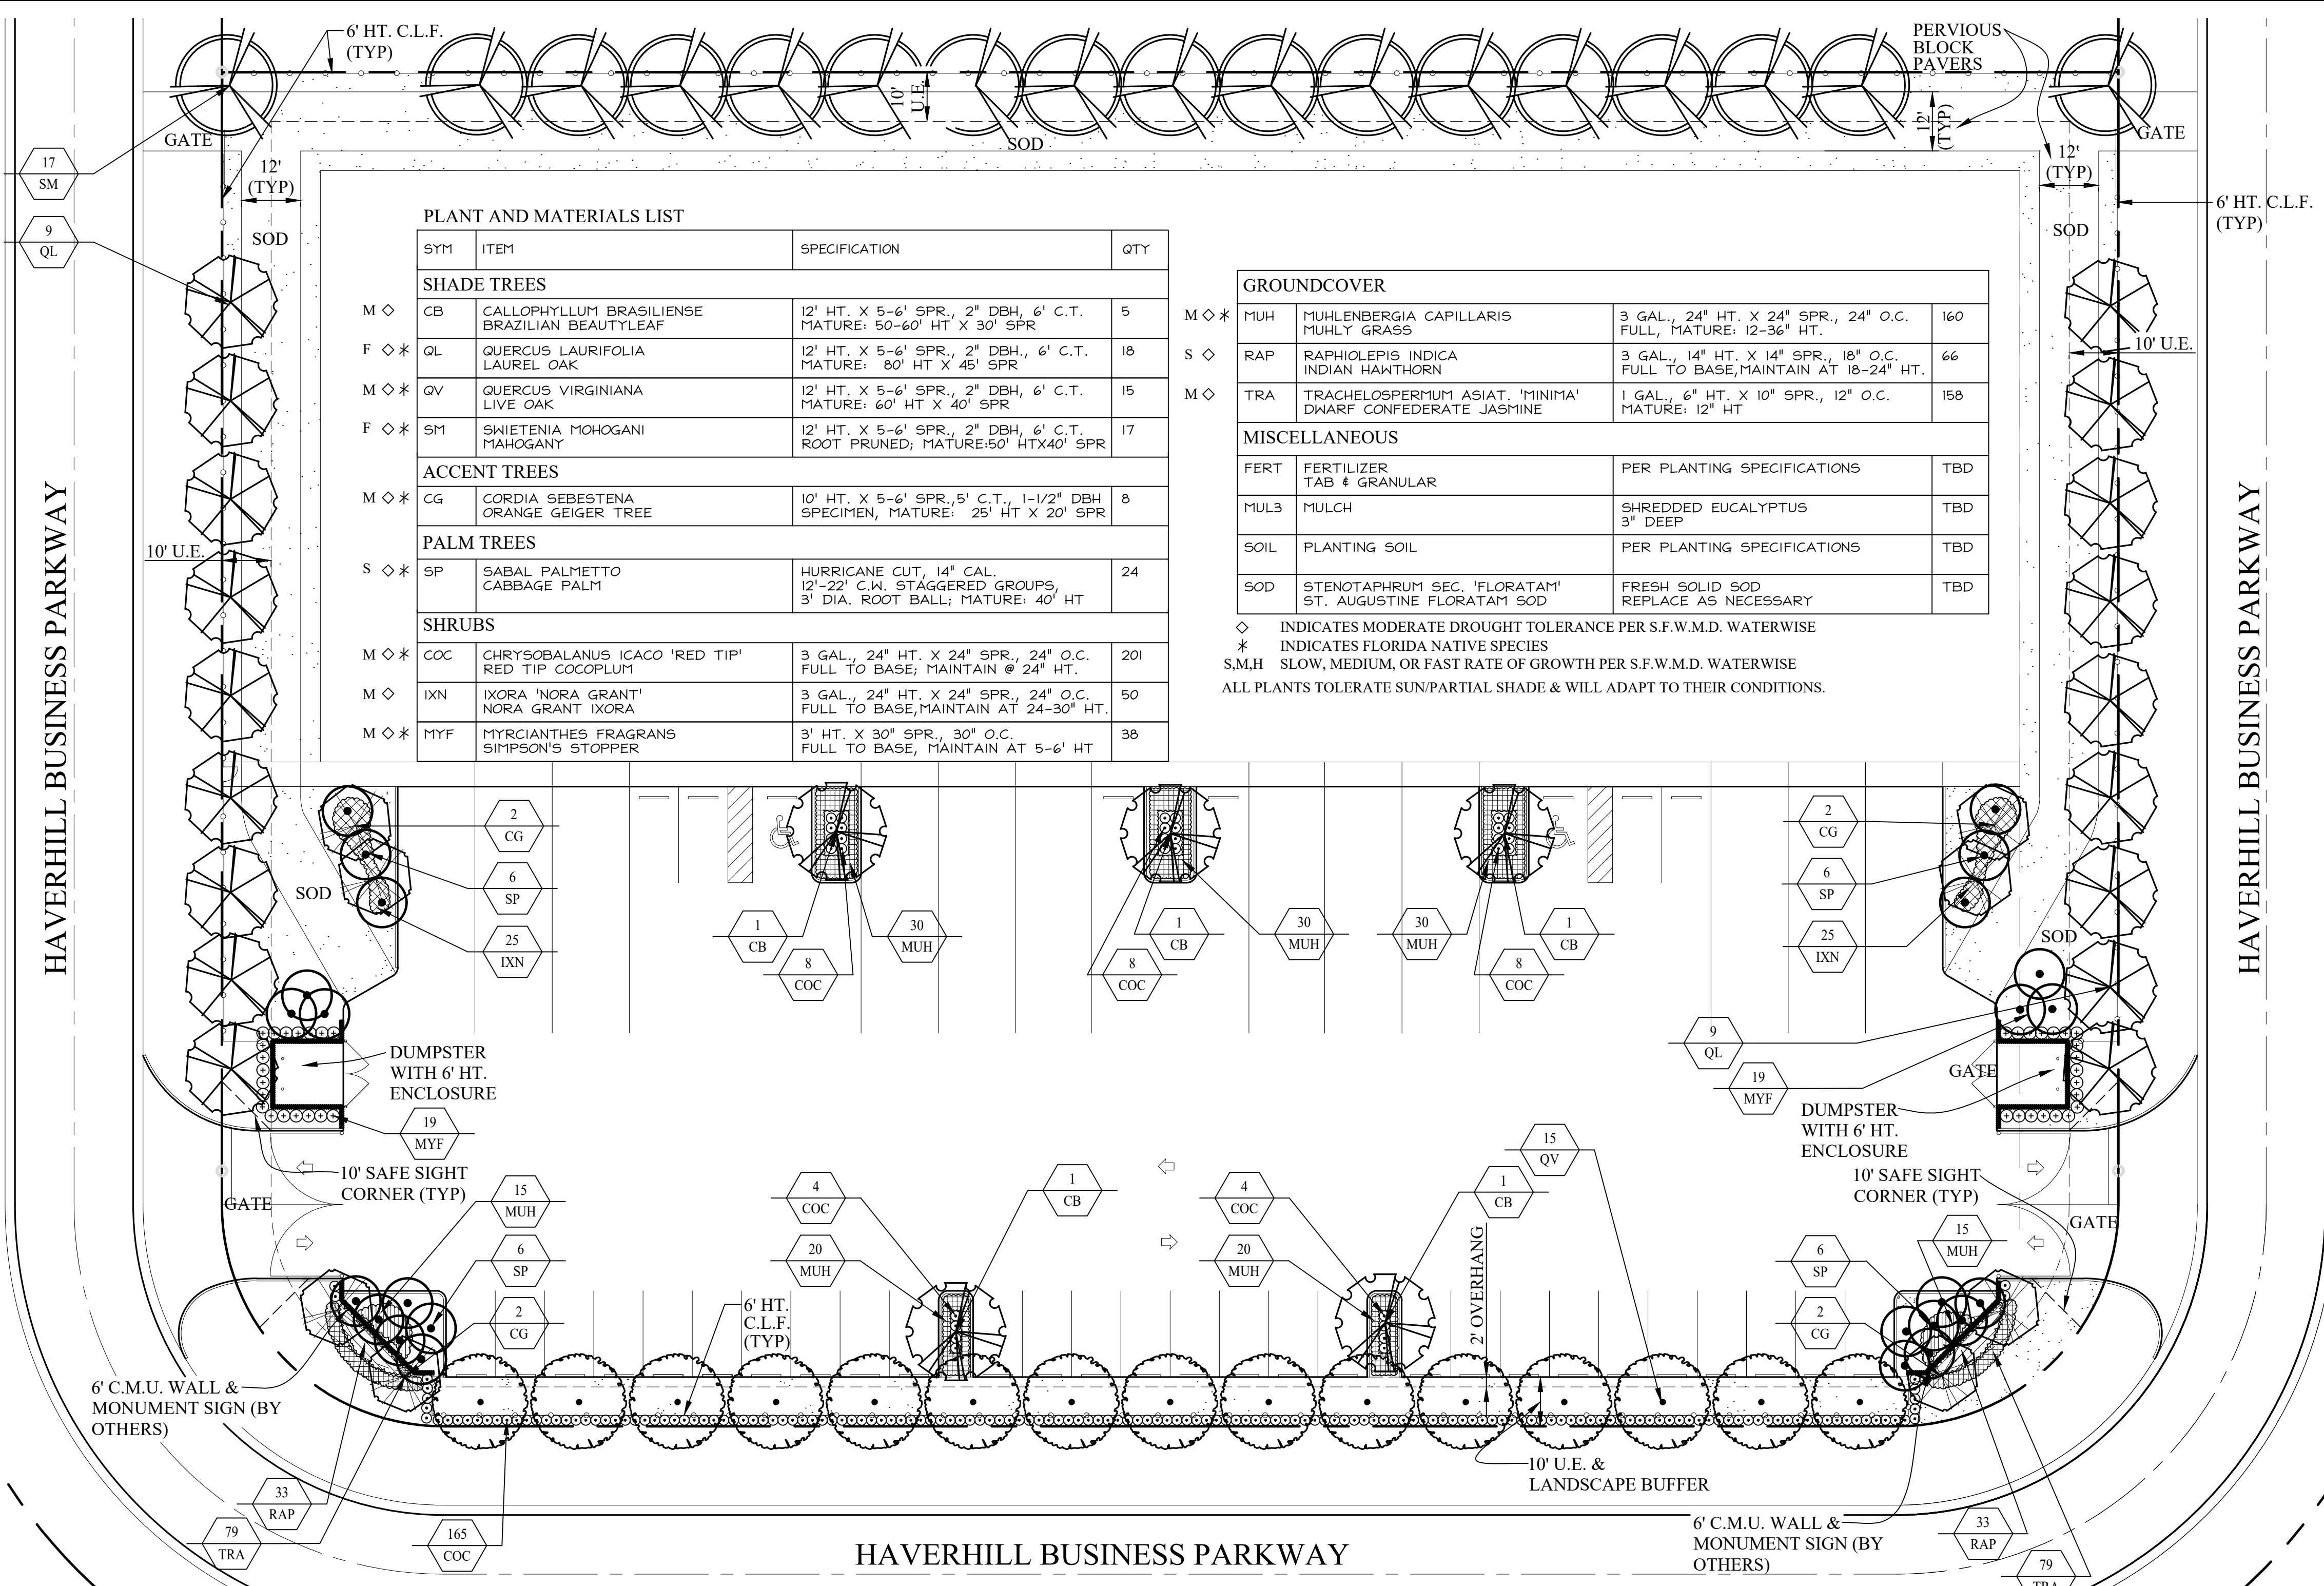 6' HT. C.L.F.
(TYP)
PERVIOUS
BLOCK
PAVERS
10'
U.E.
12'
(TYP)
GATE
SOD
GATE
17
SM
12'
(TYP)
12'
(TYP)
9
QL
SOD
6' HT. C.L.F.
(TYP)
SOD
10' U.E.
10' U.E.
HAVERHILL BUSINESS PARKWAY
HAVERHILL BUSINESS PARKWAY
PLANT AND MATERIALS LIST
SYM ITEM SPECIFICATION QTY
SHADE TREES
M ◇ CB CALLOPHYLLUM BRASILIENSE 12' HT. X 5-6' SPR., 2" DBH, 6' C.T. 5
BRAZILIAN BEAUTYLEAF MATURE: 50-60' HT X 30' SPR
F ◇ * QL QUERCUS LAURIFOLIA 12' HT. X 5-6' SPR., 2" DBH., 6' C.T. 18
LAUREL OAK MATURE: 80' HT X 45' SPR
M ◇ * QV QUERCUS VIRGINIANA 12' HT. X 5-6' SPR., 2" DBH, 6' C.T. 15
LIVE OAK MATURE: 60' HT X 40' SPR
F ◇ * SM SWIETENIA MOHOGANI 12' HT. X 5-6' SPR., 2" DBH, 6' C.T. 17
MAHOGANY ROOT PRUNED; MATURE:50' HTX40' SPR
ACCENT TREES
M ◇ * CG CORDIA SEBESTENA 10' HT. X 5-6' SPR.,5' C.T., 1-1/2" DBH 8
ORANGE GEIGER TREE SPECIMEN, MATURE: 25' HT X 20' SPR
PALM TREES
S ◇ * SP SABAL PALMETTO HURRICANE CUT, 14" CAL. 24
CABBAGE PALM 12'-22' C.W. STAGGERED GROUPS,
3' DIA. ROOT BALL; MATURE: 40' HT
SHRUBS
M ◇ * COC CHRYSOBALANUS ICACO 'RED TIP' 3 GAL., 24" HT. X 24" SPR., 24" O.C. 201
RED TIP COCOPLUM FULL TO BASE; MAINTAIN @ 24" HT.
M ◇ IXN IXORA 'NORA GRANT' 3 GAL., 24" HT. X 24" SPR., 24" O.C. 50
NORA GRANT IXORA FULL TO BASE,MAINTAIN AT 24-30" HT.
M ◇ * MYF MYRCIANTHES FRAGRANS 3' HT. X 30" SPR., 30" O.C. 38
SIMPSON'S STOPPER FULL TO BASE, MAINTAIN AT 5-6' HT
GROUNDCOVER
M ◇ * MUH MUHLENBERGIA CAPILLARIS 3 GAL., 24" HT. X 24" SPR., 24" O.C. 160
MUHLY GRASS FULL, MATURE: 12-36" HT.
S ◇ RAP RAPHIOLEPIS INDICA 3 GAL., 14" HT. X 14" SPR., 18" O.C. 66
INDIAN HAWTHORN FULL TO BASE,MAINTAIN AT 18-24" HT.
M ◇ TRA TRACHELOSPERMUM ASIAT. 'MINIMA' 1 GAL., 6" HT. X 10" SPR., 12" O.C. 158
DWARF CONFEDERATE JASMINE MATURE: 12" HT
MISCELLANEOUS
FERT FERTILIZER PER PLANTING SPECIFICATIONS TBD
TAB & GRANULAR
MUL3 MULCH SHREDDED EUCALYPTUS TBD
3" DEEP
SOIL PLANTING SOIL PER PLANTING SPECIFICATIONS TBD
SOD STENOTAPHRUM SEC. 'FLORATAM' FRESH SOLID SOD TBD
ST. AUGUSTINE FLORATAM SOD REPLACE AS NECESSARY
◇ INDICATES MODERATE DROUGHT TOLERANCE PER S.F.W.M.D. WATERWISE
* INDICATES FLORIDA NATIVE SPECIES
S,M,H SLOW, MEDIUM, OR FAST RATE OF GROWTH PER S.F.W.M.D. WATERWISE
ALL PLANTS TOLERATE SUN/PARTIAL SHADE & WILL ADAPT TO THEIR CONDITIONS.
2
CG
6
SP
25
IXN
SOD
1
CB
8
COC
30
MUH
8
COC
1
CB
30
MUH
30
MUH
8
COC
1
CB
2
CG
6
SP
25
IXN
SOD
9
QL
19
MYF
GATE
DUMPSTER
WITH 6' HT.
ENCLOSURE
DUMPSTER
WITH 6' HT.
ENCLOSURE
19
MYF
10' SAFE SIGHT
CORNER (TYP)
GATE
15
MUH
6
SP
2
CG
4
COC
20
MUH
1
CB
4
COC
20
MUH
1
CB
15
QV
2' OVERHANG
6' HT.
C.L.F.
(TYP)
10' SAFE SIGHT
CORNER (TYP)
GATE
15
MUH
6
SP
2
CG
6' C.M.U. WALL &
MONUMENT SIGN (BY
OTHERS)
10' U.E. &
LANDSCAPE BUFFER
33
RAP
79
TRA
165
COC
HAVERHILL BUSINESS PARKWAY
6' C.M.U. WALL &
MONUMENT SIGN (BY
OTHERS)
33
RAP
79
TRA